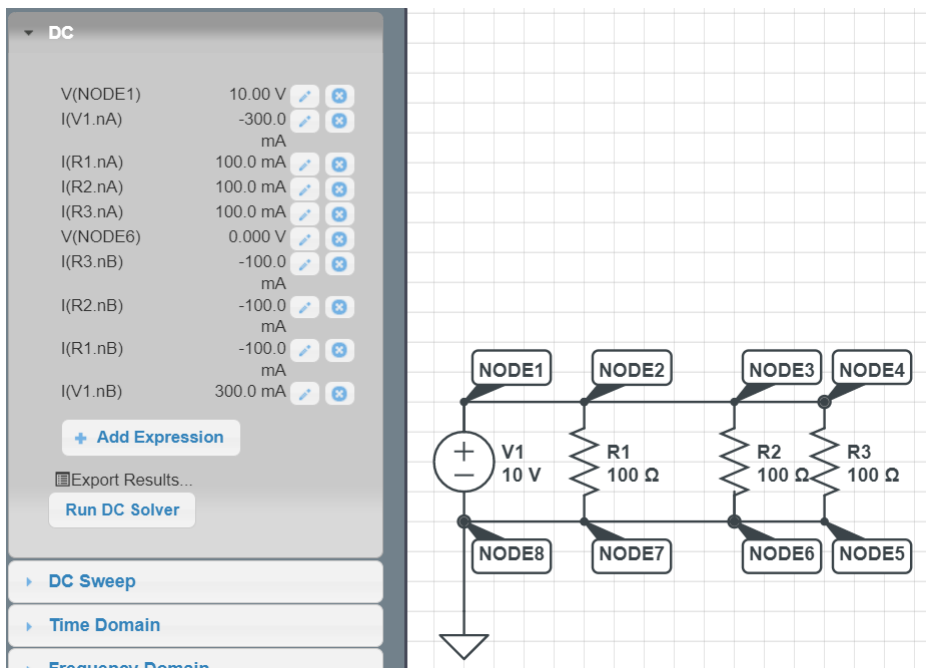 DC
V(NODE1) 10.00 V
I(V1.nA) -300.0
mA
I(R1.nA) 100.0 mA
I(R2.nA) 100.0 mA
I(R3.nA) 100.0 mA
V(NODE6) 0.000 V
I(R3.nB) -100.0
mA
I(R2.nB) -100.0
mA
I(R1.nB) -100.0
mA
I(V1.nB) 300.0 mA
+ Add Expression
Export Results...
Run DC Solver
DC Sweep
Time Domain
Frequency Domain
NODE1 NODE2 NODE3 NODE4
V1 R1 R2 R3
10 V 100 Ω 100 Ω 100 Ω
NODE8 NODE7 NODE6 NODE5